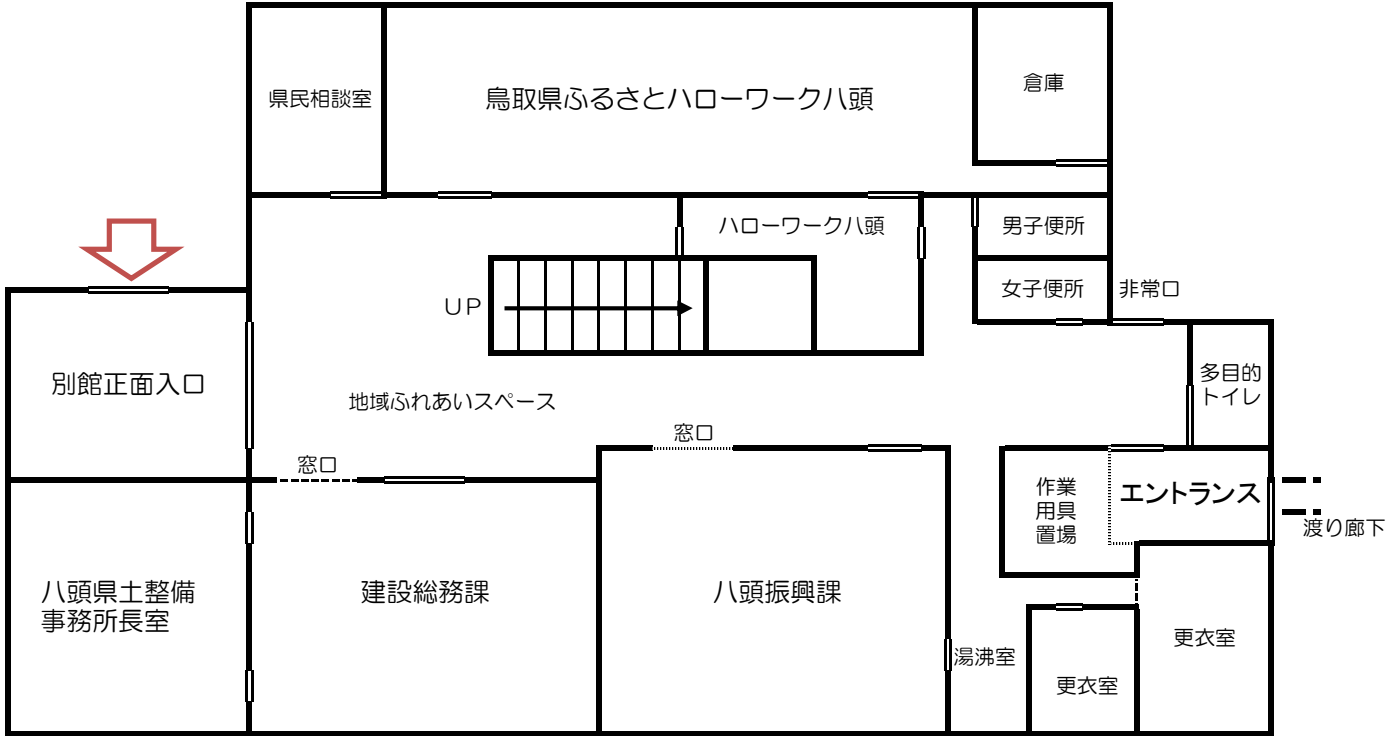 県民相談室
鳥取県ふるさとハローワーク八頭
倉庫
ハローワーク八頭
男子便所
女子便所
非常口
UP
別館正面入口
地域ふれあいスペース
多目的
トイレ
窓口
窓口
作業
用具
置場
エントランス
渡り廊下
八頭県土整備
事務所長室
建設総務課
八頭振興課
湯沸室
更衣室
更衣室